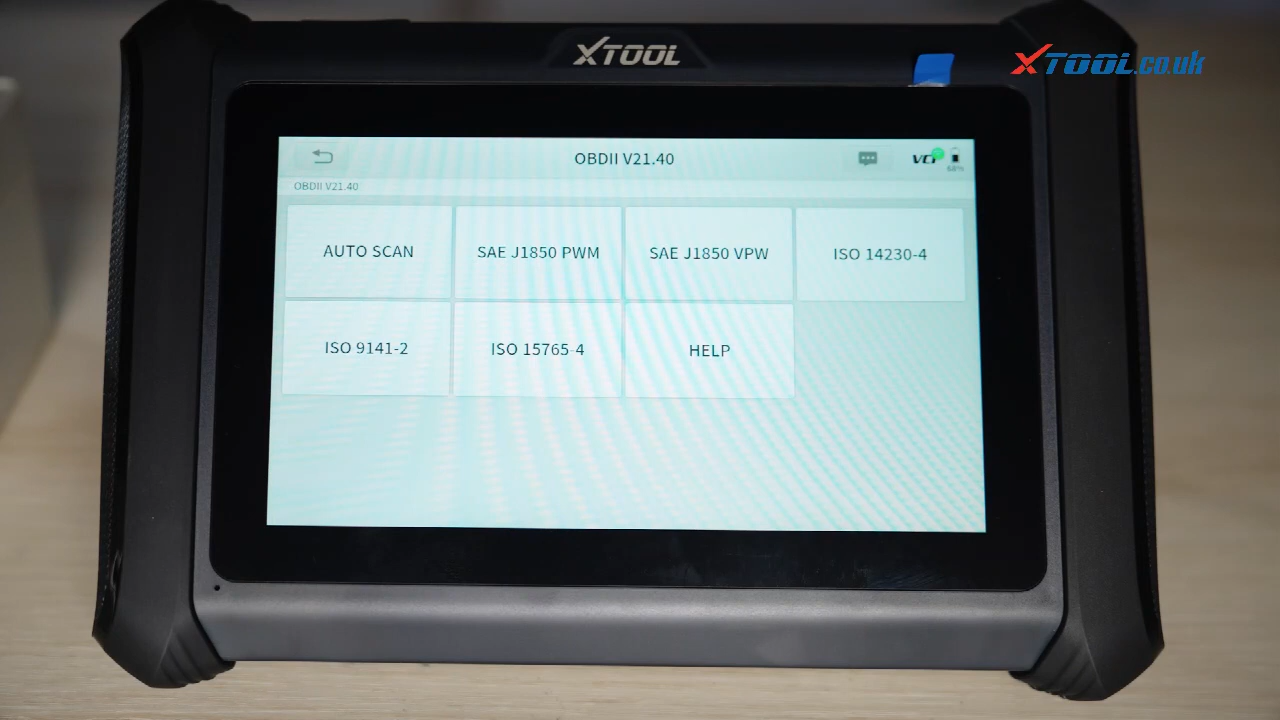 XTOOL
XTOOL.co.uk
OBDII V21.40
VCI
68%
OBDII V21.40
AUTO SCAN
SAE J1850 PWM
SAE J1850 VPW
ISO 14230-4
ISO 9141-2
ISO 15765-4
HELP